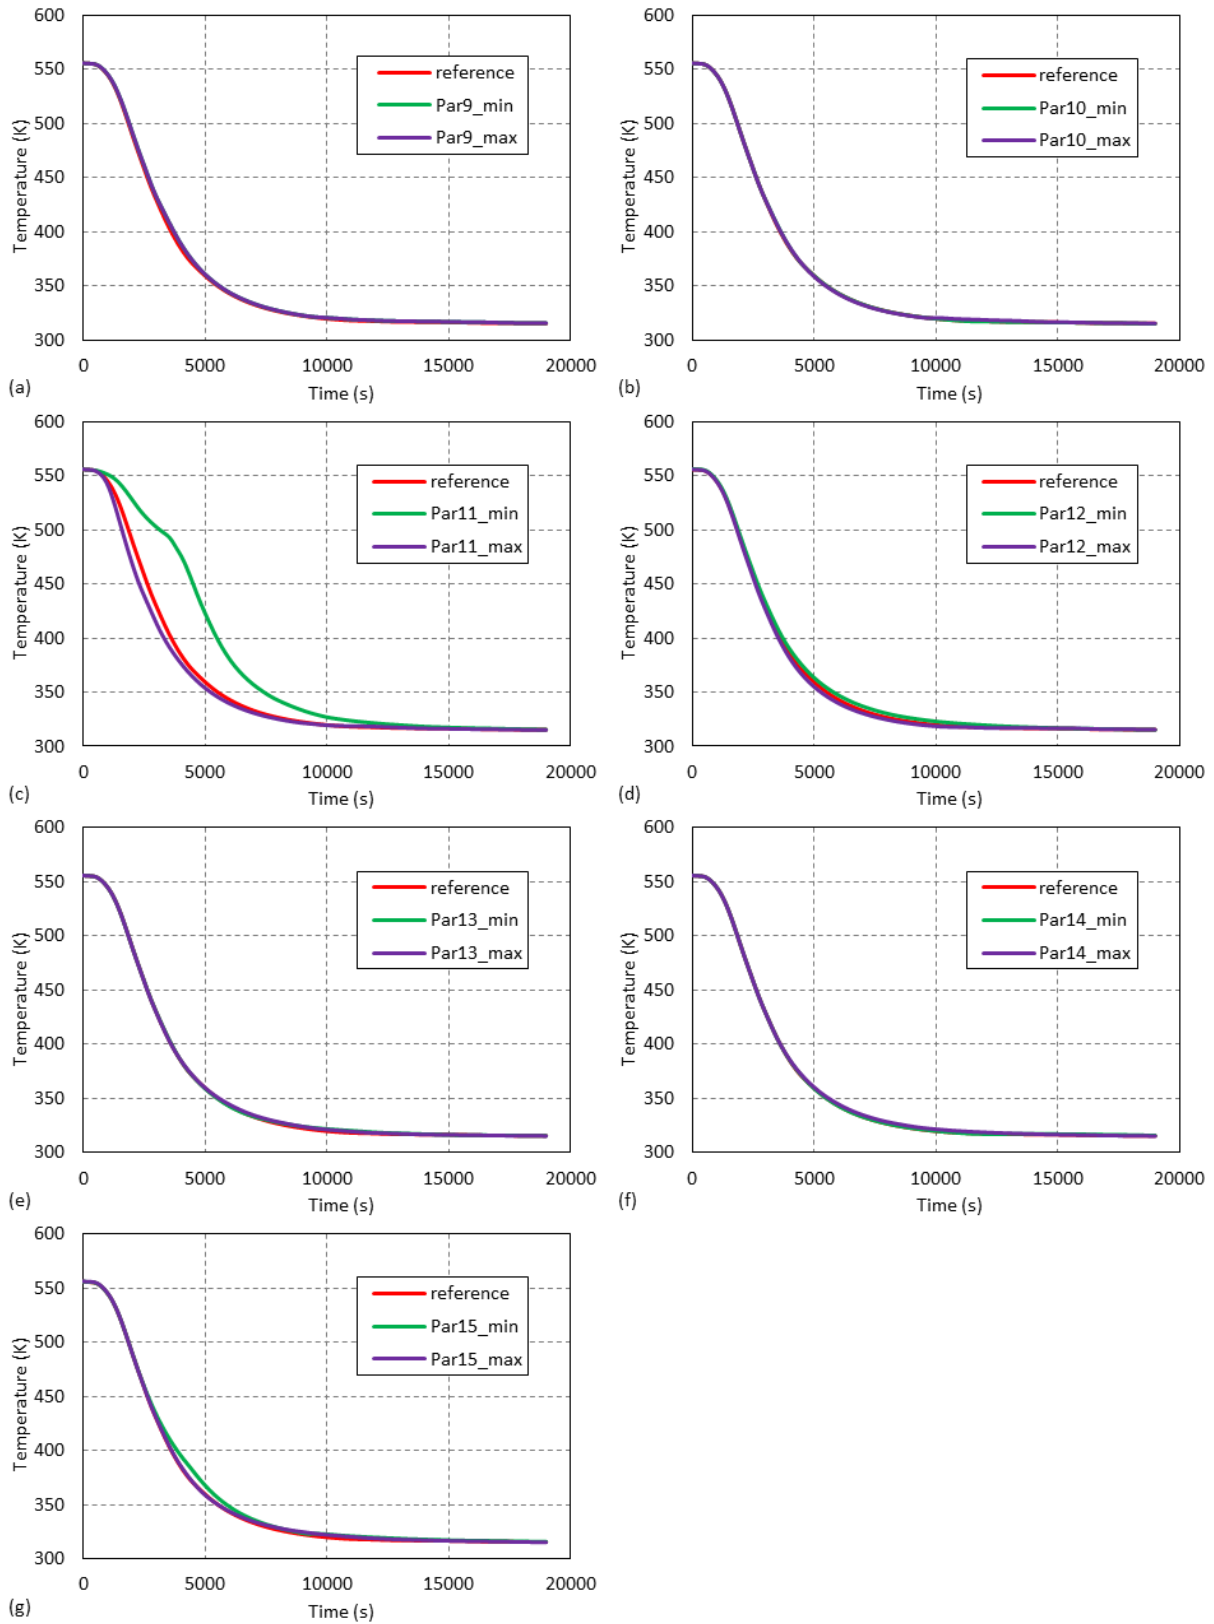 600
550
500
450
400
350
300
Temperature (K)
reference
Par9_min
Par9_max
0 5000 10000 15000 20000
Time (s)
(a)
600
550
500
450
400
350
300
Temperature (K)
reference
Par10_min
Par10_max
0 5000 10000 15000 20000
Time (s)
(b)
600
550
500
450
400
350
300
Temperature (K)
reference
Par11_min
Par11_max
0 5000 10000 15000 20000
Time (s)
(c)
600
550
500
450
400
350
300
Temperature (K)
reference
Par12_min
Par12_max
0 5000 10000 15000 20000
Time (s)
(d)
600
550
500
450
400
350
300
Temperature (K)
reference
Par13_min
Par13_max
0 5000 10000 15000 20000
Time (s)
(e)
600
550
500
450
400
350
300
Temperature (K)
reference
Par14_min
Par14_max
0 5000 10000 15000 20000
Time (s)
(f)
600
550
500
450
400
350
300
Temperature (K)
reference
Par15_min
Par15_max
0 5000 10000 15000 20000
Time (s)
(g)